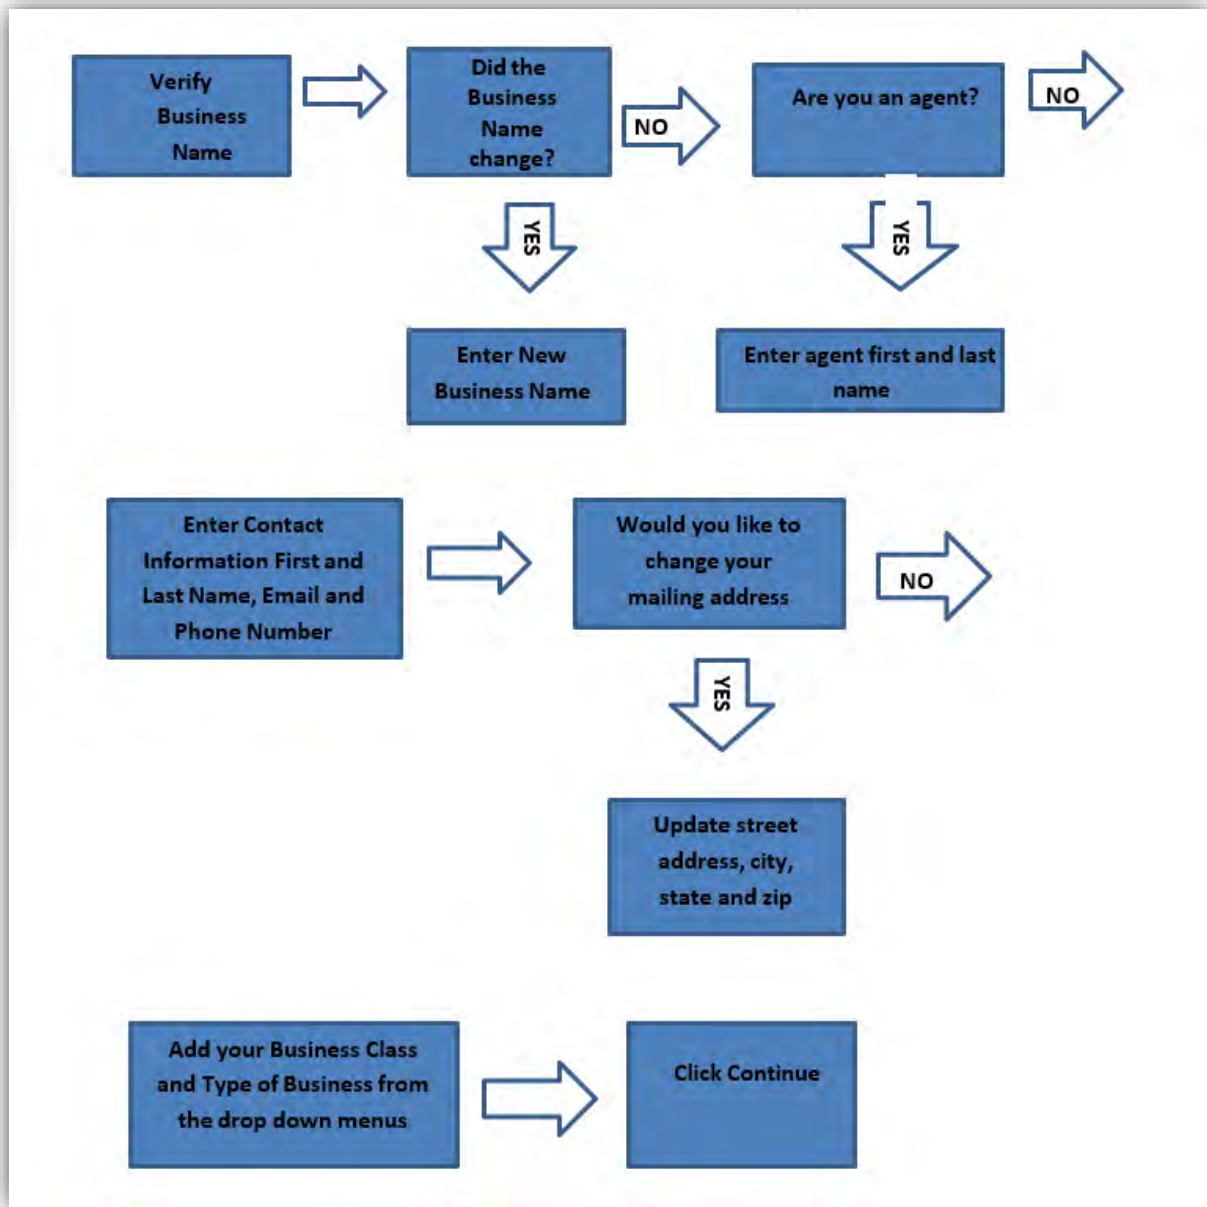 Verify
Business
Name
Did the
Business
Name
change?
NO
Are you an agent?
NO
YES
YES
Enter New
Business Name
Enter agent first and last
name
Enter Contact
Information First and
Last Name, Email and
Phone Number
Would you like to
change your
mailing address
NO
YES
Update street
address, city,
state and zip
Add your Business Class
and Type of Business from
the drop down menus
Click Continue